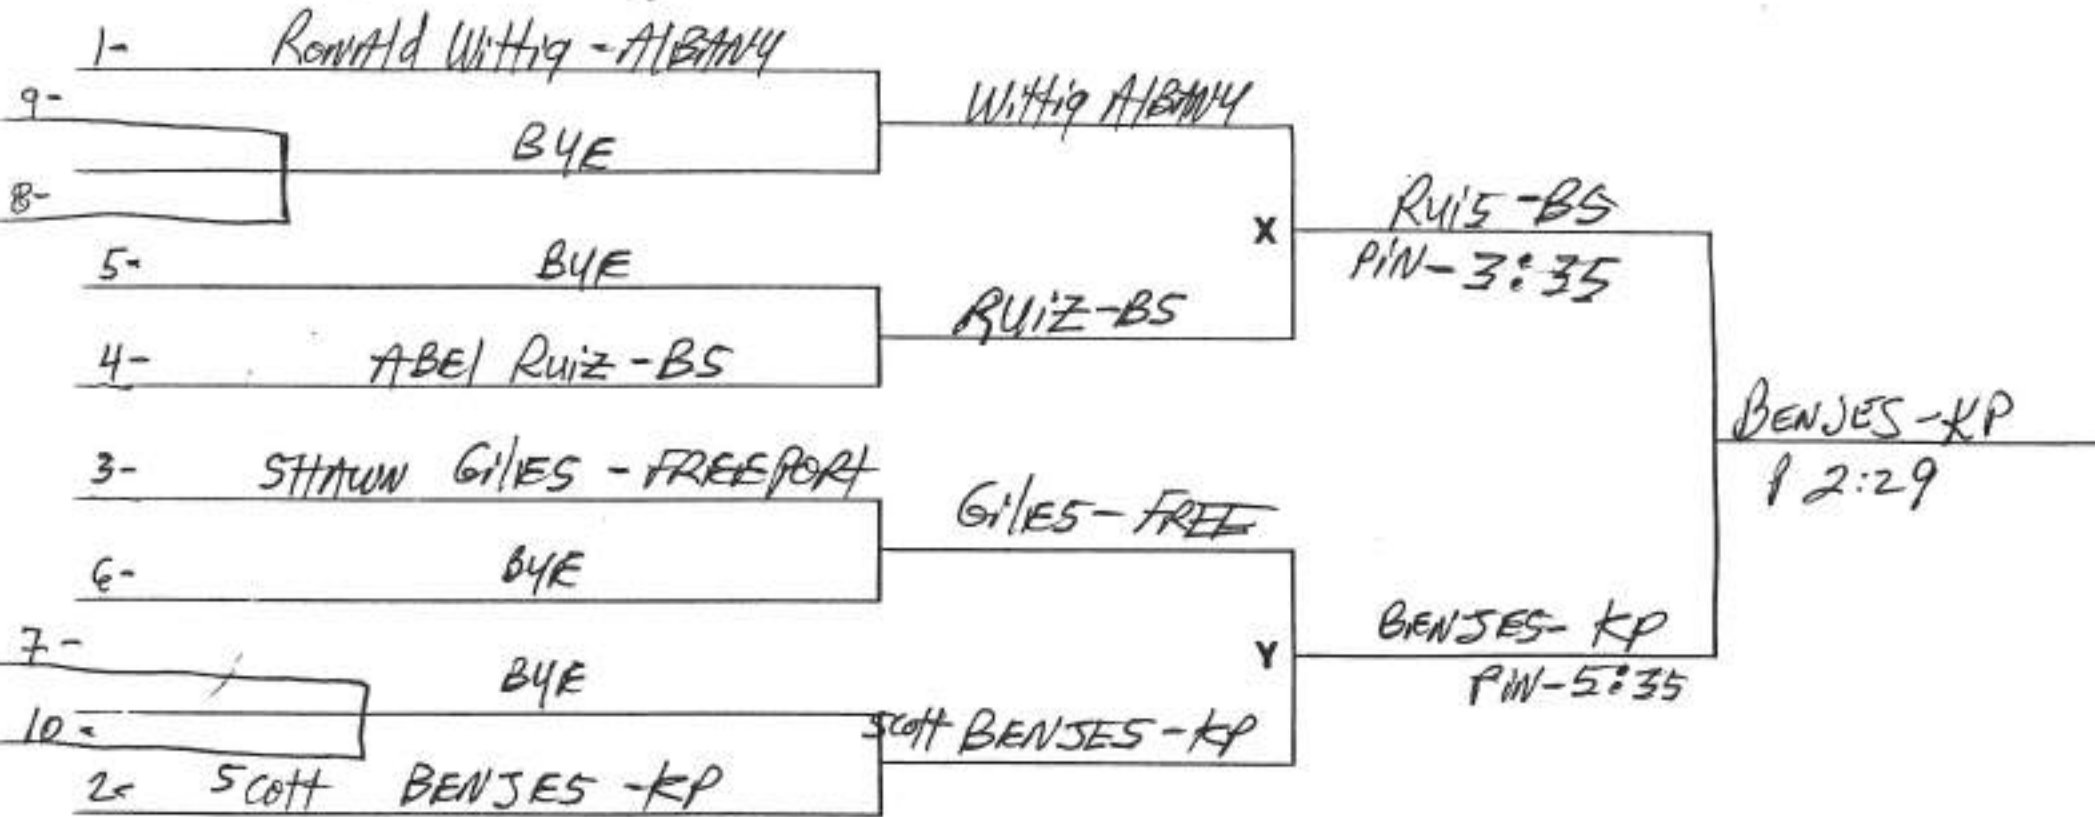 1- Ronald Wittig - ALBANY
9-
BYE
8-
5- BYE
4- ABEl Ruiz - BS
3- SHAWN GilES - FREEPORT
6- BYE
7-
BYE
10-
2- Scott BENJES - KP
Wittig AlBANY
RUiZ-BS
GilES - FREE
Scott BENJES - KP
X
Y
Rui5 - BS
PiN - 3:35
BENJES - KP
PiN - 5:35
BENJES - KP
P 2:29